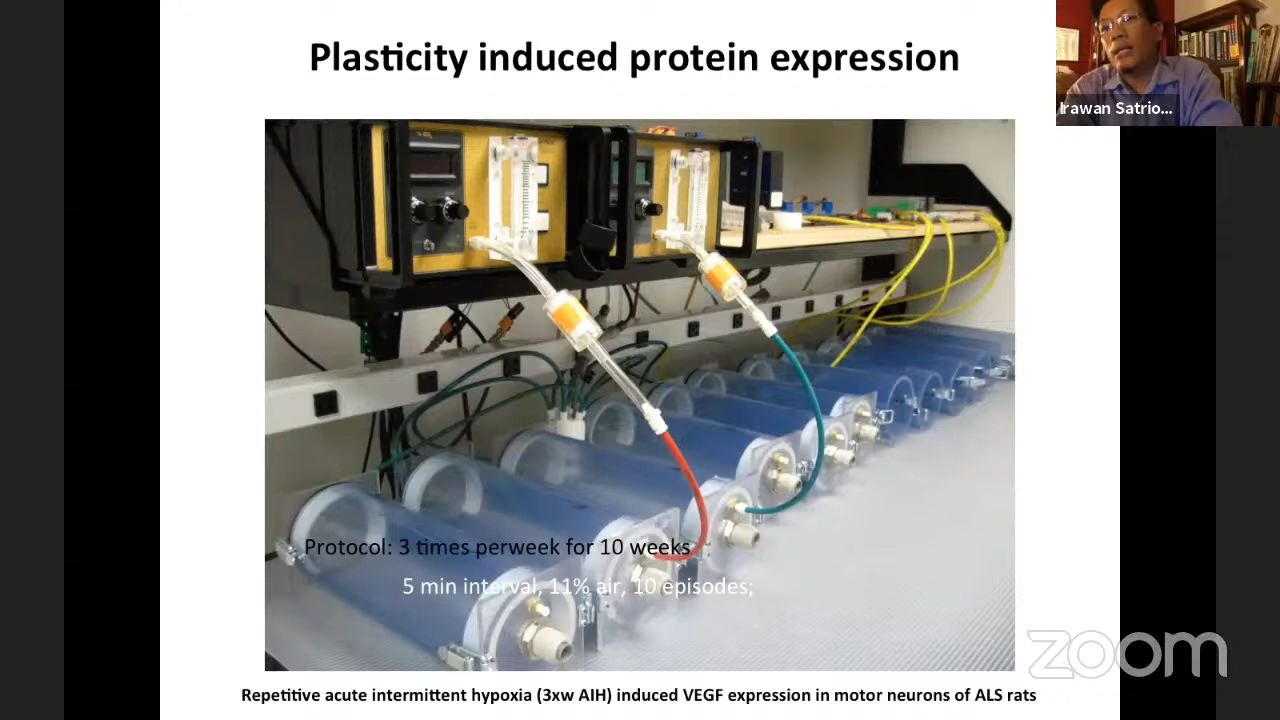 Plasticity induced protein expression
Irawan Satrio...
Protocol: 3 times perweek for 10 weeks
5 min interval, 11% air, 10 episodes;
zoom
Repetitive acute intermittent hypoxia (3xw AIH) induced VEGF expression in motor neurons of ALS rats